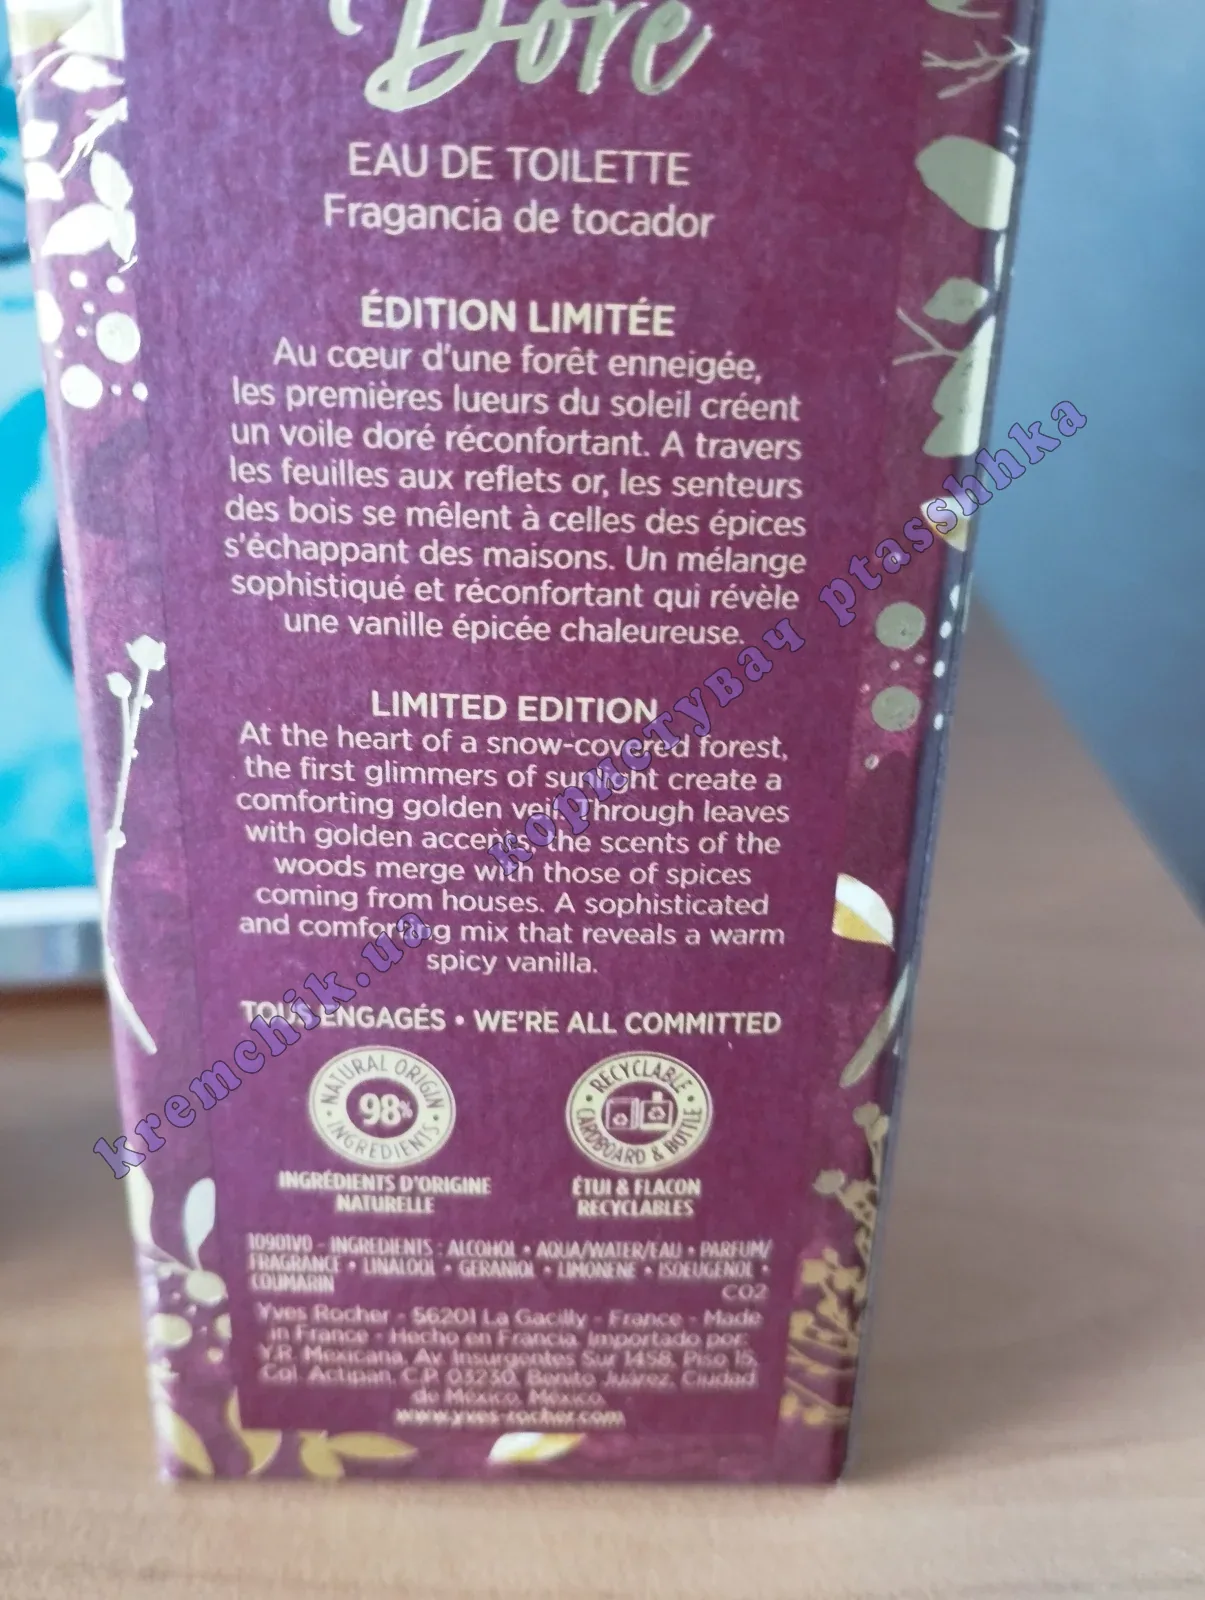 Doré
EAU DE TOILETTE
Fragancia de tocador
ÉDITION LIMITÉE
Au cœur d'une forêt enneigée,
les premières lueurs du soleil créent
un voile doré réconfortant. A travers
les feuilles aux reflets or, les senteurs
des bois se mêlent à celles des épices
s'échappant des maisons. Un mélange
sophistiqué et réconfortant qui révèle
une vanille épicée chaleureuse.
LIMITED EDITION
At the heart of a snow-covered forest,
the first glimmers of sunlight create a
comforting golden veil. Through leaves
with golden accents, the scents of the
woods merge with those of spices
coming from houses. A sophisticated
and comforting mix that reveals a warm
spicy vanilla.
TOUS ENGAGÉS • WE'RE ALL COMMITTED
NATURAL ORIGIN
98%
INGREDIENTS
RECYCLABLE
CARDBOARD & BOTTLE
INGRÉDIENTS D'ORIGINE
NATURELLE
ÉTUI & FLACON
RECYCLABLES
10901V0 - INGREDIENTS : ALCOHOL • AQUA/WATER/EAU • PARFUM/
FRAGRANCE • LINALOOL • GERANIOL • LIMONENE • ISOEUGENOL •
COUMARIN
CO2
Yves Rocher - 56201 La Gacilly - France - Made
in France - Hecho en Francia. Importado por:
Y.R. Mexicana, Av. Insurgentes Sur 1458, Piso 15,
Col. Actipan, C.P. 03230, Benito Juárez, Ciudad
de México, México.
www.yves-rocher.com
kremchik.ua користувач ptasshhka